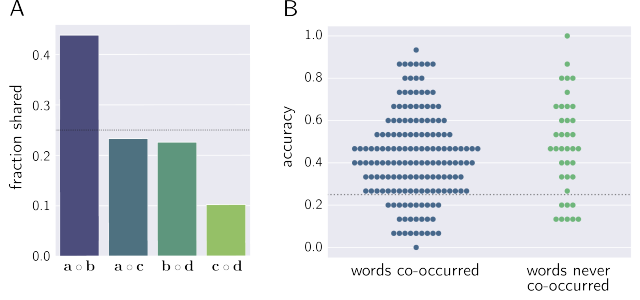 A
B
fraction shared
0.4
0.3
0.2
0.1
0.0
a ∘ b
a ∘ c
b ∘ d
c ∘ d
accuracy
1.0
0.8
0.6
0.4
0.2
0.0
words co-occurred
words never
co-occurred